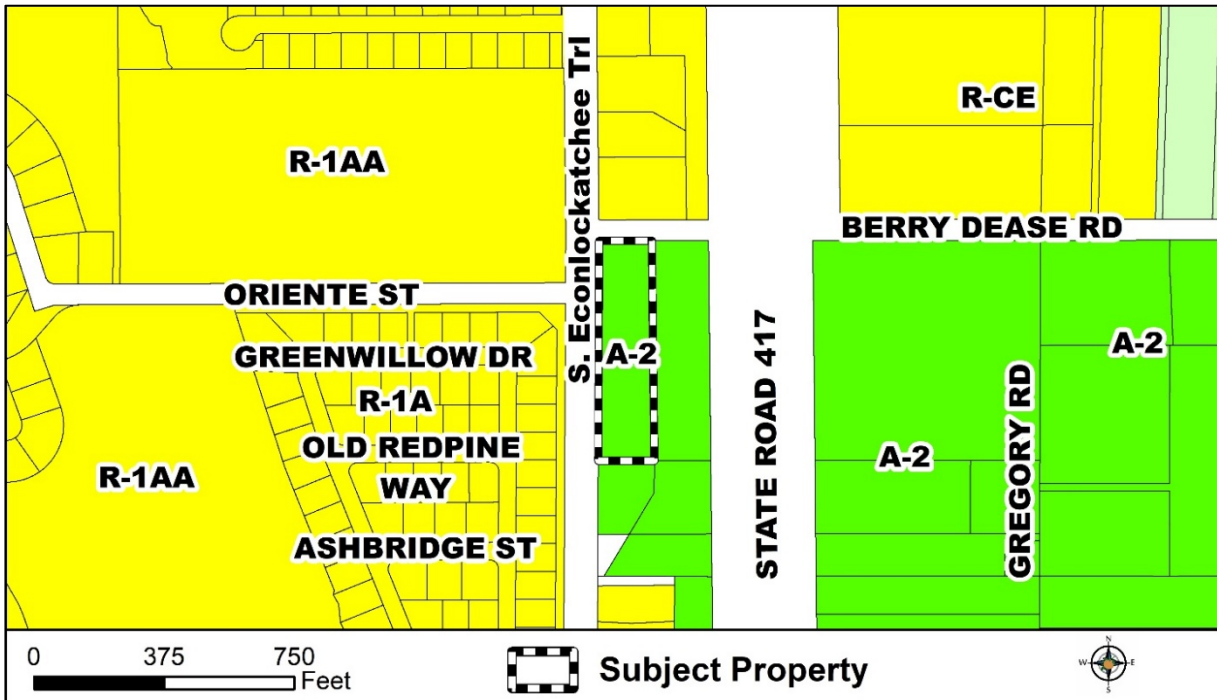 R-CE
R-1AA
S. Econlockatchee Trl
BERRY DEASE RD
ORIENTE ST
GREENWILLOW DR
A-2
A-2
R-1A
OLD REDPINE
WAY
R-1AA
A-2
STATE ROAD 417
GREGORY RD
ASHBRIDGE ST
0 375 750
Feet
Subject Property
N
W E
S